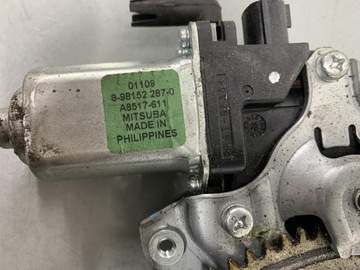 01109
8-98152 287-0
A8517-611
MITSUBA
MADE IN
PHILIPPINES